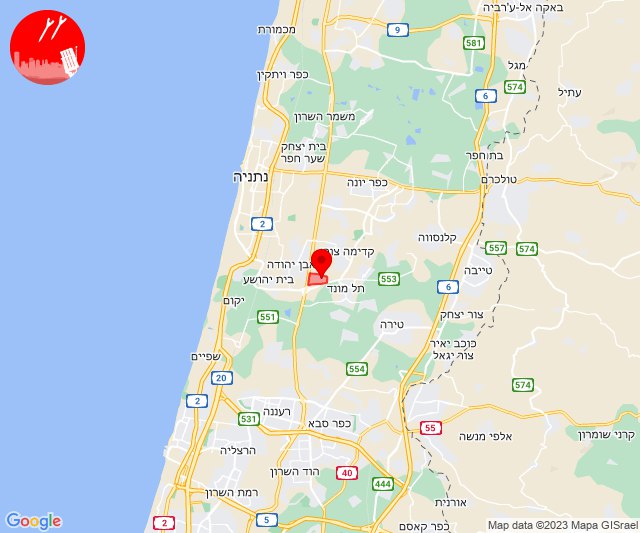 באקה אל-ע'רביה
מכמורת
9
581
מגל
כפר ויתקין
574
עתיל
6
משמר השרון
בית יצחק
שער חפר
בת חפר
נתניה
כפר יונה
טולכרם
2
קלנסווה
557
574
קדימה
אבן יהודה
טייבה
בית יהושע
553
תל מונד
6
יקום
צור יצחק
551
טירה
כוכב יאיר
צור יגאל
שפיים
554
574
20
2
רעננה
531
כפר סבא
55
אלפי מנשה
קרני שומרון
הרצליה
הוד השרון
40
444
רמת השרון
אורנית
5
כפר קאסם
2
Google
Map data ©2023 Mapa GISrael